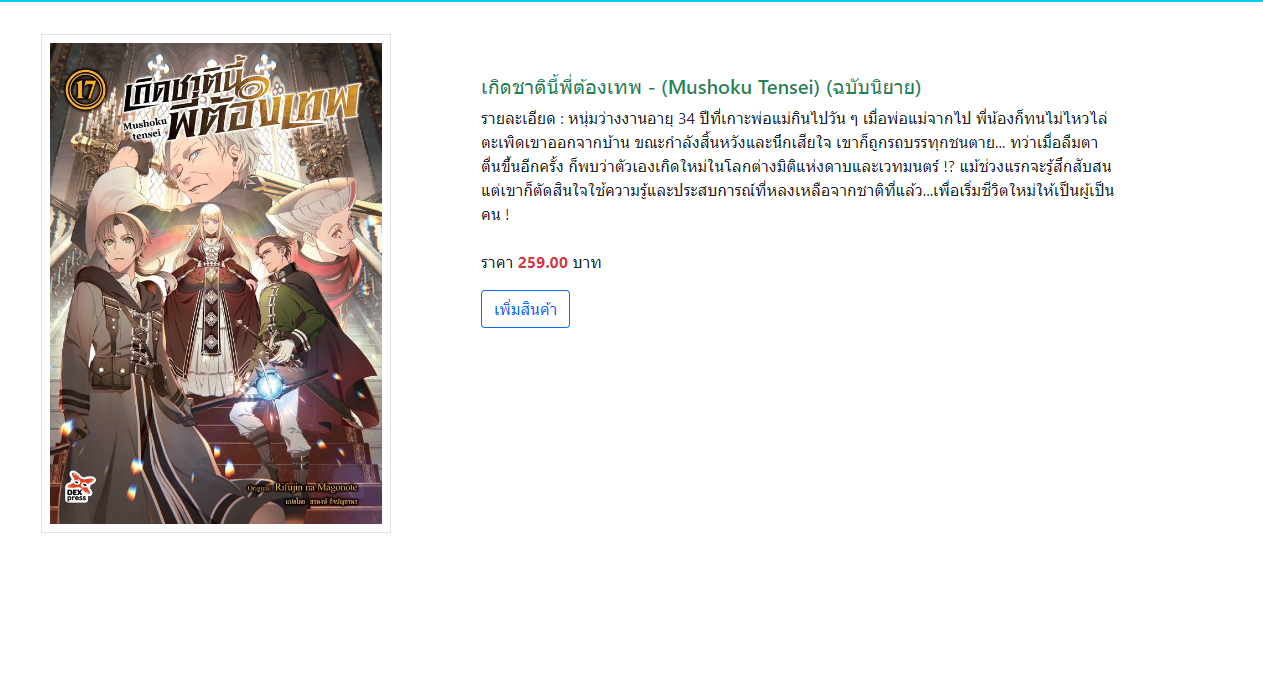 17
เกิดชาตินี้
พี่ต้องเทพ
Mushoku
tensei
DEX
press
Original Rifujin na Magonote
แปลโดย
เกิดชาตินี้พี่ต้องเทพ - (Mushoku Tensei) (ฉบับนิยาย)
รายละเอียด : หนุ่มว่างงานอายุ 34 ปีที่เกาะพ่อแม่กินไปวัน ๆ เมื่อพ่อแม่จากไป พี่น้องก็ทนไม่ไหวไล่
ตะเพิดเขาออกจากบ้าน ขณะกำลังสิ้นหวังและนึกเสียใจ เขาก็ถูกรถบรรทุกชนตาย... ทว่าเมื่อลืมตา
ตื่นขึ้นอีกครั้ง ก็พบว่าตัวเองเกิดใหม่ในโลกต่างมิติแห่งดาบและเวทมนตร์ !? แม้ช่วงแรกจะรู้สึกสับสน
แต่เขาก็ตัดสินใจใช้ความรู้และประสบการณ์ที่หลงเหลือจากชาติที่แล้ว...เพื่อเริ่มชีวิตใหม่ให้เป็นผู้เป็น
คน !
ราคา 259.00 บาท
เพิ่มสินค้า